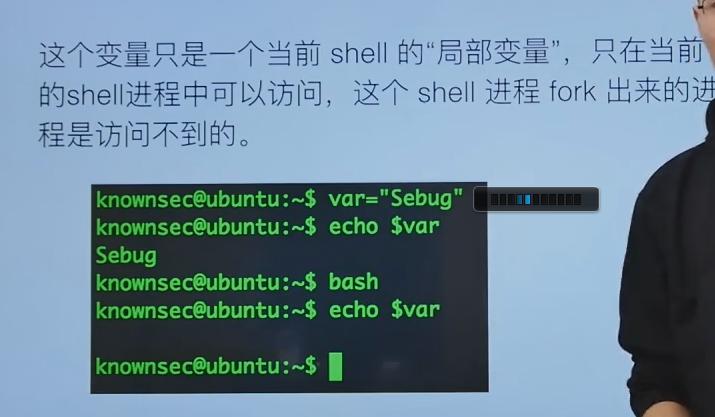 这个变量只是一个当前 shell 的“局部变量”，只在当前
的shell进程中可以访问，这个 shell 进程 fork 出来的进
程是访问不到的。
knownsec@ubuntu:~$ var="Sebug"
knownsec@ubuntu:~$ echo $var
Sebug
knownsec@ubuntu:~$ bash
knownsec@ubuntu:~$ echo $var
knownsec@ubuntu:~$